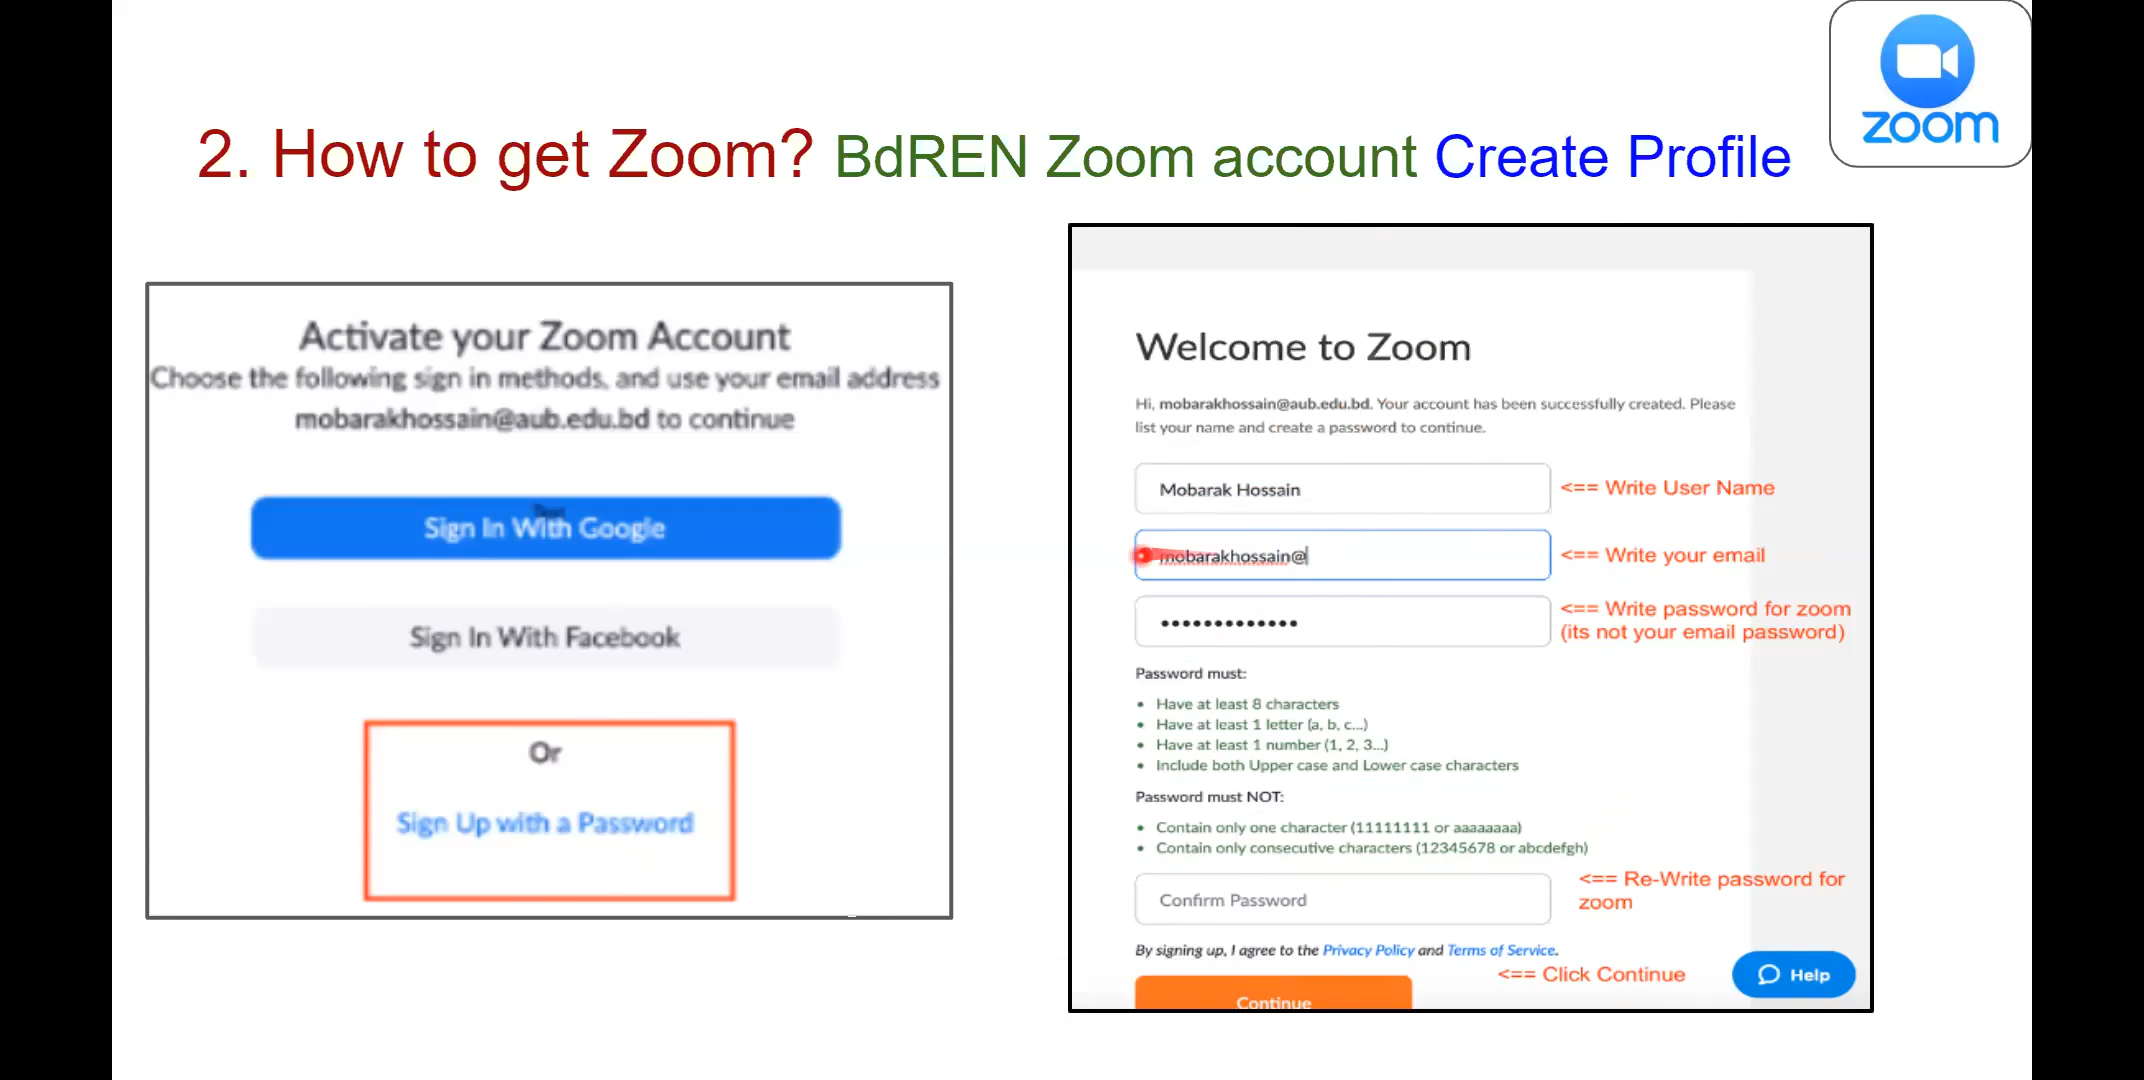 zoom
2. How to get Zoom? BdREN Zoom account Create Profile
Activate your Zoom Account
Choose the following sign in methods, and use your email address
mobarakhossain@aub.edu.bd to continue
Sign In With Google
Sign In With Facebook
Or
Sign Up with a Password
Welcome to Zoom
Hi, mobarakhossain@aub.edu.bd. Your account has been successfully created. Please
list your name and create a password to continue.
Mobarak Hossain
<== Write User Name
mobarakhossain@
<== Write your email
•••••••••••••
<== Write password for zoom
(its not your email password)
Password must:
• Have at least 8 characters
• Have at least 1 letter (a, b, c...)
• Have at least 1 number (1, 2, 3...)
• Include both Upper case and Lower case characters
Password must NOT:
• Contain only one character (11111111 or aaaaaaaa)
• Contain only consecutive characters (12345678 or abcdefgh)
Confirm Password
<== Re-Write password for
zoom
By signing up, I agree to the Privacy Policy and Terms of Service.
<== Click Continue
Help
Continue